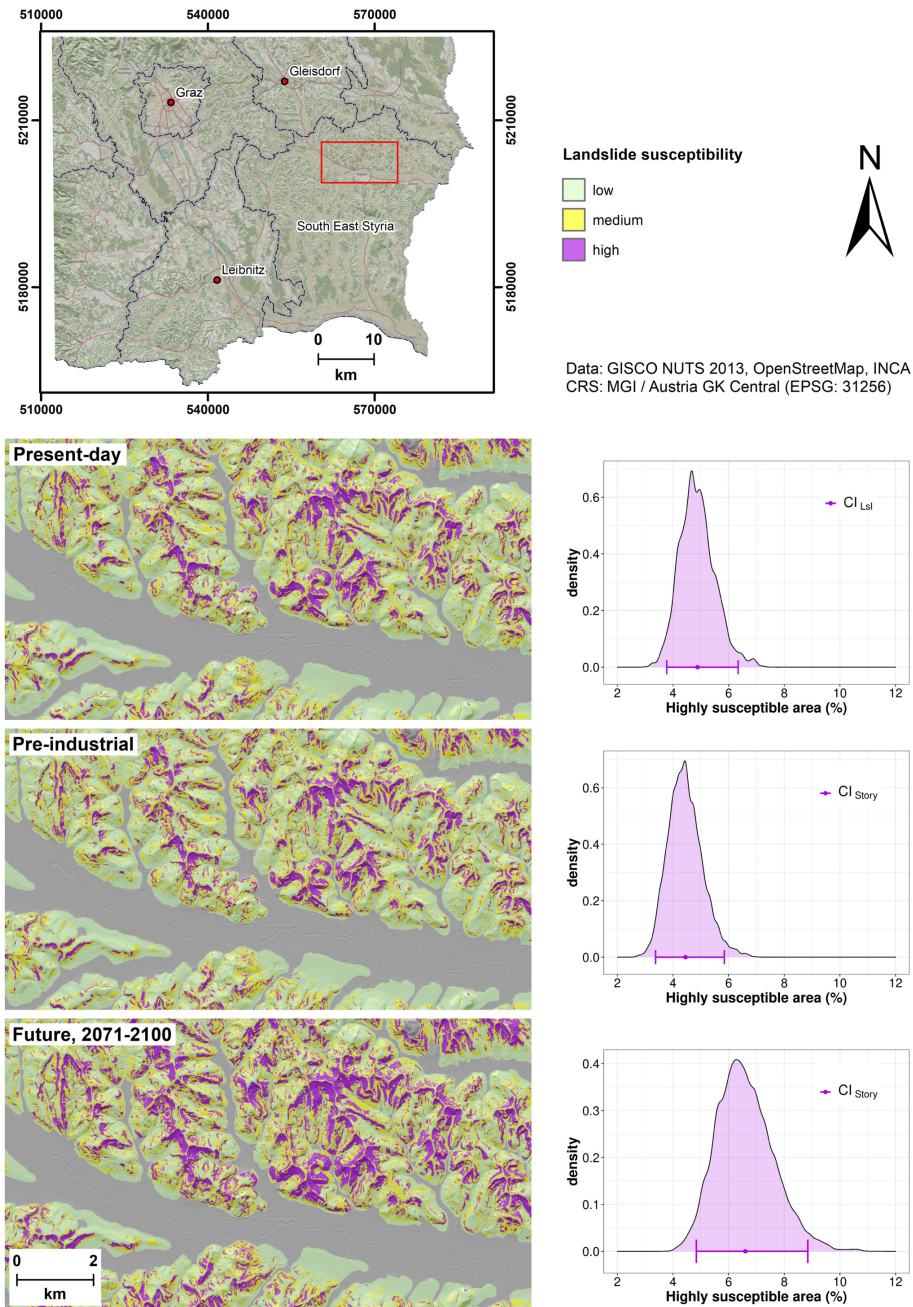 510000 540000 570000
Gleisdorf
Graz
5210000 5210000
South East Styria
Leibnitz
5180000 5180000
0 10
km
510000 540000 570000
Landslide susceptibility
low
medium
high
N
Data: GISCO NUTS 2013, OpenStreetMap, INCA
CRS: MGI / Austria GK Central (EPSG: 31256)
Present-day
density
0.6
0.4
0.2
0.0
CI Lsl
2 4 6 8 10 12
Highly susceptible area (%)
Pre-industrial
density
0.6
0.4
0.2
0.0
CI Story
2 4 6 8 10 12
Highly susceptible area (%)
Future, 2071-2100
0 2
km
density
0.4
0.3
0.2
0.1
0.0
CI Story
2 4 6 8 10 12
Highly susceptible area (%)